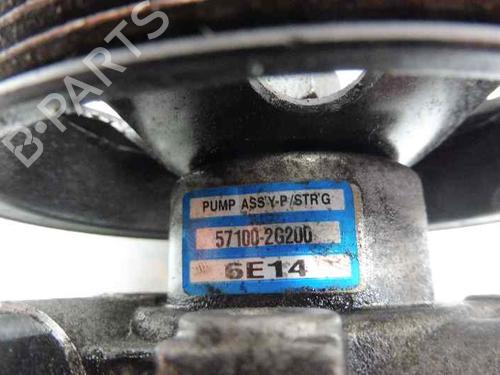 B-PARTS
PUMP ASS'Y-P/STR'G
57100-2G200
6E14